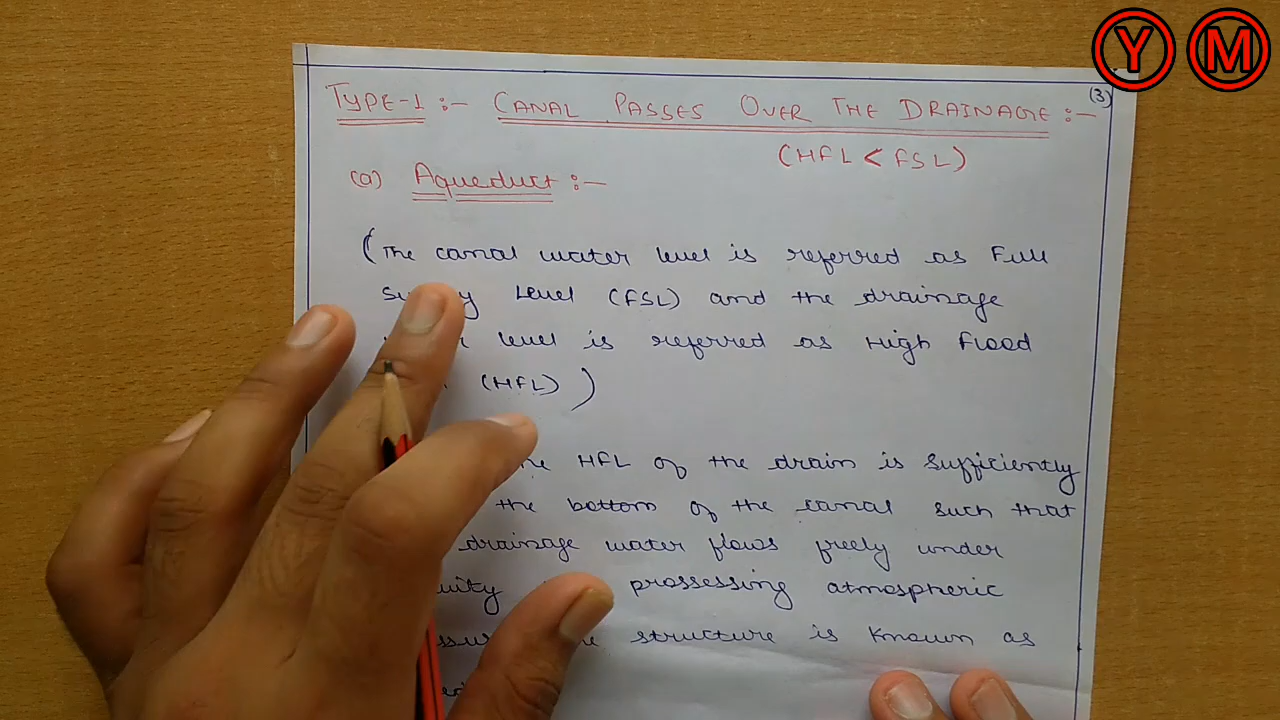 Y M
(3)
TYPE-1 :- CANAL PASSES OVER THE DRAINAGE :-
(HFL < FSL)
(a) Aqueduct :-
(The canal water level is referred as Full
Level (FSL) and the drainage
level is referred as High Flood
(HFL) )
HFL of the drain is sufficiently
the bottom of the canal such that
drainage water flows freely under
prossessing atmospheric
structure is known as